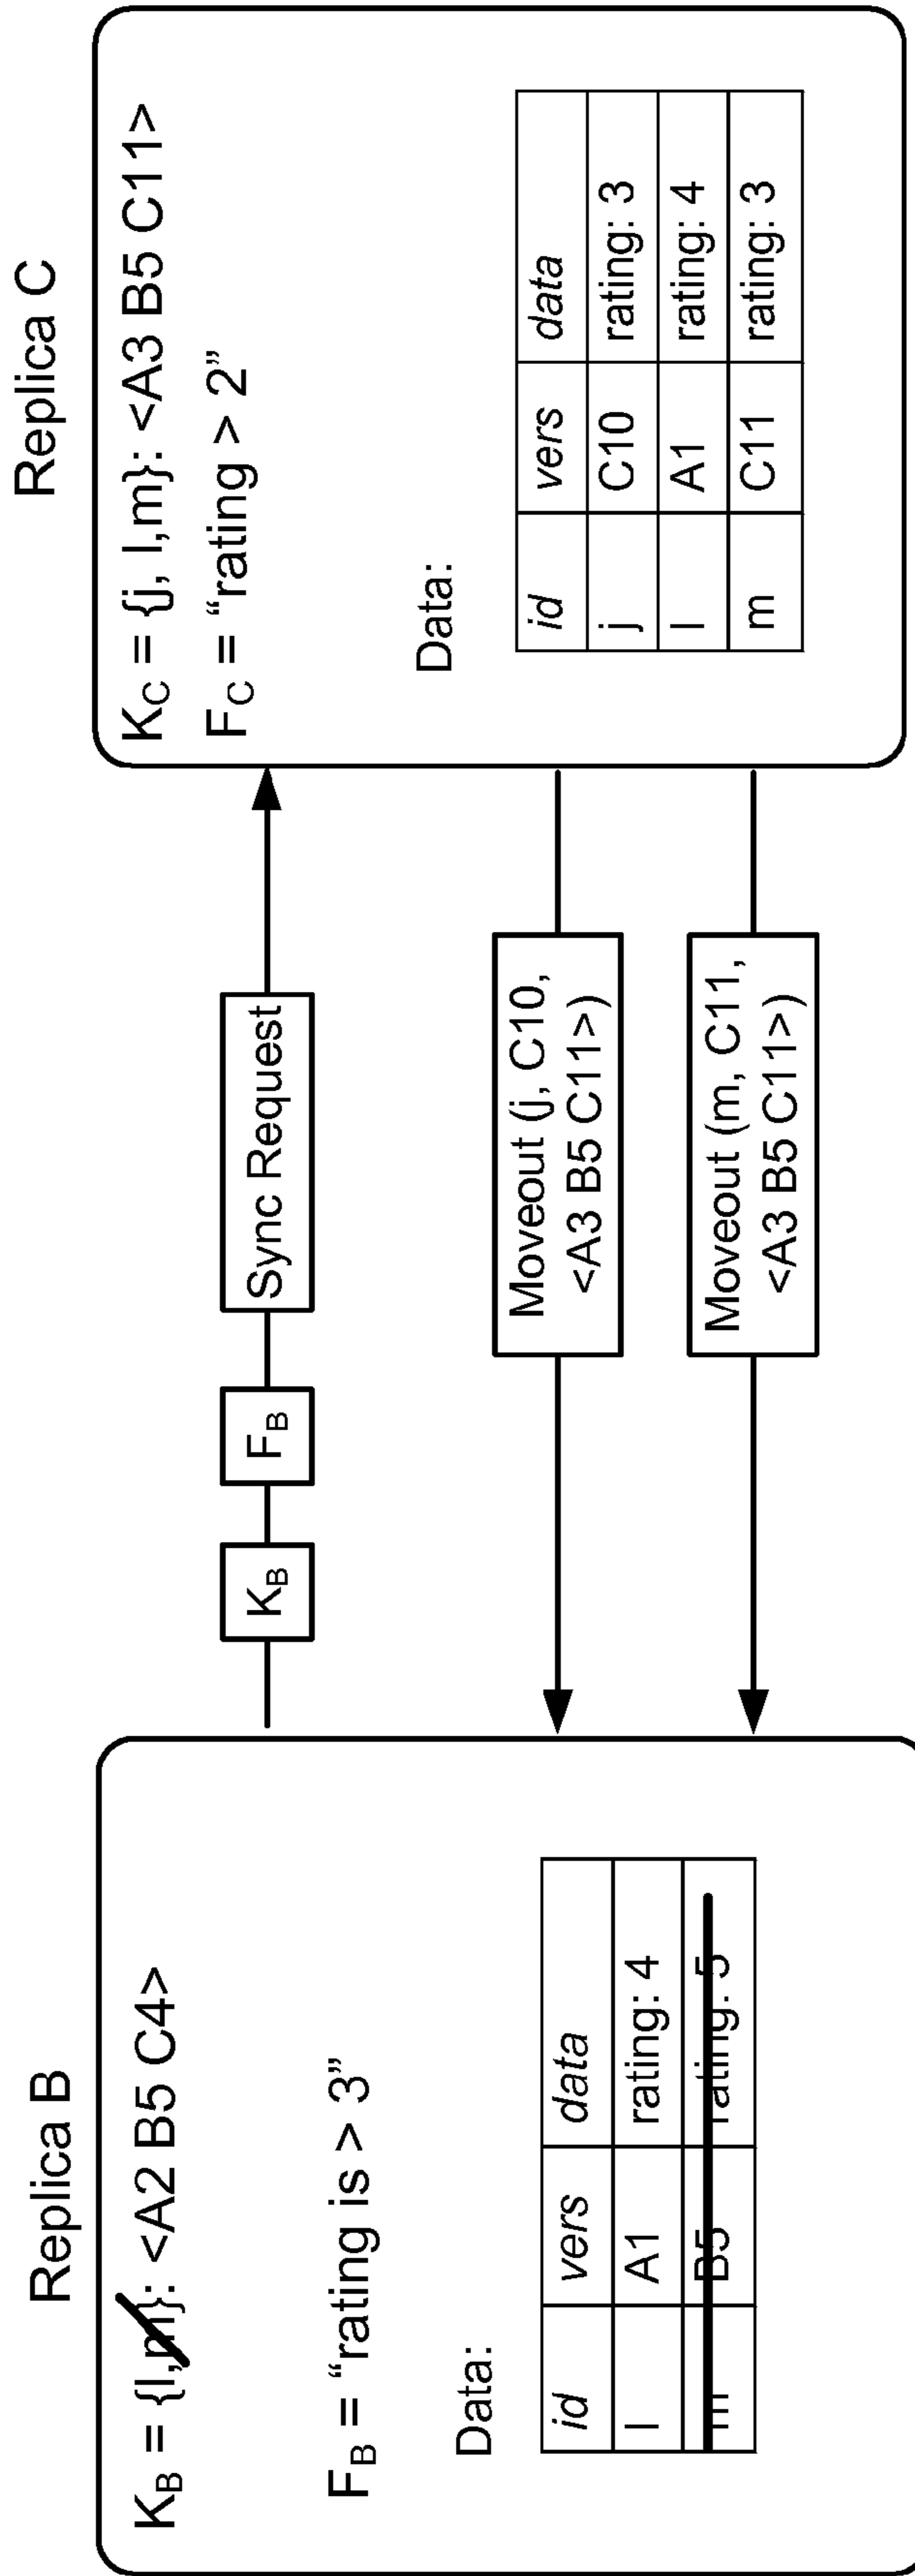 Replica B
K_B = {l,m}: <A2 B5 C4>
F_B = “rating is > 3”
Data:
id vers data
l A1 rating: 4
m B5 rating: 5
K_B
F_B
Sync Request
Moveout (j, C10,
<A3 B5 C11>)
Moveout (m, C11,
<A3 B5 C11>)
Replica C
K_C = {j, l,m}: <A3 B5 C11>
F_C = “rating > 2”
Data:
id vers data
j C10 rating: 3
l A1 rating: 4
m C11 rating: 3